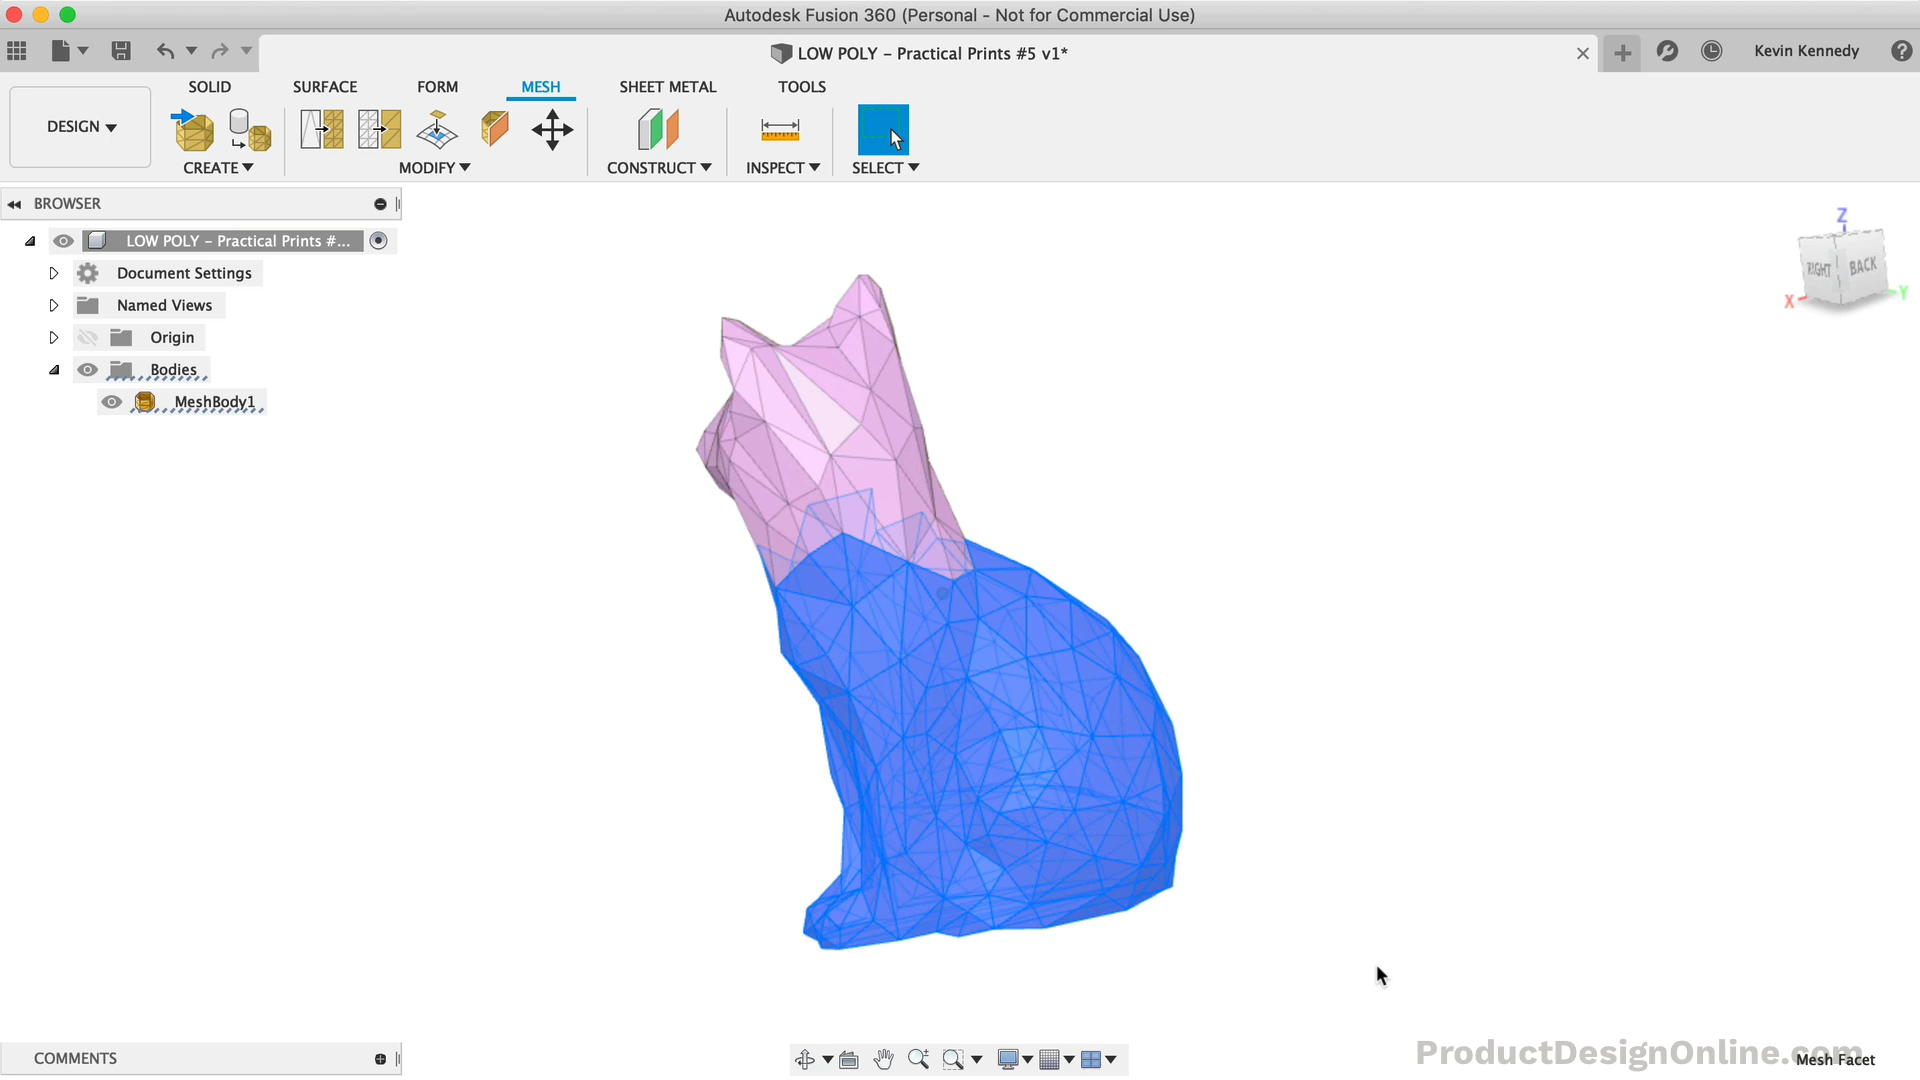 Autodesk Fusion 360 (Personal - Not for Commercial Use)
LOW POLY – Practical Prints #5 v1*
Kevin Kennedy
SOLID SURFACE FORM MESH SHEET METAL TOOLS
DESIGN
CREATE MODIFY CONSTRUCT INSPECT SELECT
BROWSER
LOW POLY – Practical Prints #...
Document Settings
Named Views
Origin
Bodies
MeshBody1
Z
RIGHT BACK
X Y
COMMENTS
ProductDesignOnline.com
Mesh Facet